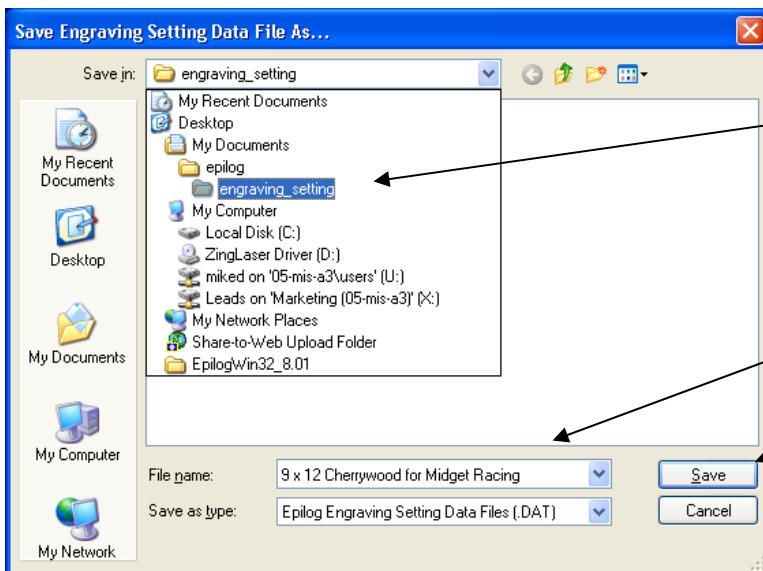 Save Engraving Setting Data File As...
Save in:
engraving_setting
My Recent Documents
Desktop
My Documents
epilog
engraving_setting
My Computer
Local Disk (C:)
ZingLaser Driver (D:)
miked on '05-mis-a3\users' (U:)
Leads on 'Marketing (05-mis-a3)' (X:)
My Network Places
Share-to-Web Upload Folder
EpilogWin32_8.01
My Recent
Documents
Desktop
My Documents
My Computer
My Network
File name:
9 x 12 Cherrywood for Midget Racing
Save
Save as type:
Epilog Engraving Setting Data Files (.DAT)
Cancel